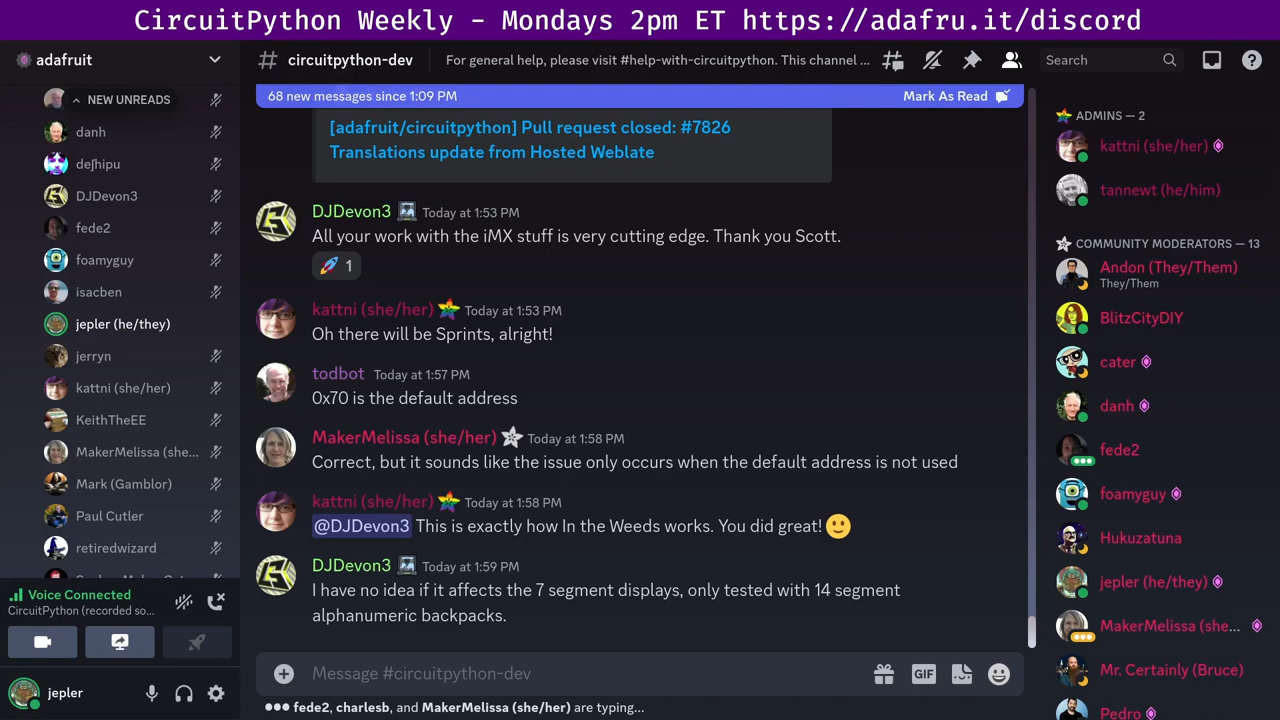 CircuitPython Weekly - Mondays 2pm ET https://adafru.it/discord
adafruit
NEW UNREADS
danh
deʃhipu
DJDevon3
fede2
foamyguy
isacben
jepler (he/they)
jerryn
kattni (she/her)
KeithTheEE
MakerMelissa (she...
Mark (Gamblor)
Paul Cutler
retiredwizard
Voice Connected
CircuitPython (recorded so...
jepler
circuitpython-dev
For general help, please visit #help-with-circuitpython. This channel ...
Search
68 new messages since 1:09 PM
Mark As Read
[adafruit/circuitpython] Pull request closed: #7826
Translations update from Hosted Weblate
DJDevon3 Today at 1:53 PM
All your work with the iMX stuff is very cutting edge. Thank you Scott.
1
kattni (she/her) Today at 1:53 PM
Oh there will be Sprints, alright!
todbot Today at 1:57 PM
0x70 is the default address
MakerMelissa (she/her) Today at 1:58 PM
Correct, but it sounds like the issue only occurs when the default address is not used
kattni (she/her) Today at 1:58 PM
@DJDevon3 This is exactly how In the Weeds works. You did great!
DJDevon3 Today at 1:59 PM
I have no idea if it affects the 7 segment displays, only tested with 14 segment
alphanumeric backpacks.
Message #circuitpython-dev
GIF
fede2, charlesb, and MakerMelissa (she/her) are typing...
ADMINS — 2
kattni (she/her)
tannewt (he/him)
COMMUNITY MODERATORS — 13
Andon (They/Them)
They/Them
BlitzCityDIY
cater
danh
fede2
foamyguy
Hukuzatuna
jepler (he/they)
MakerMelissa (she...
Mr. Certainly (Bruce)
Pedro